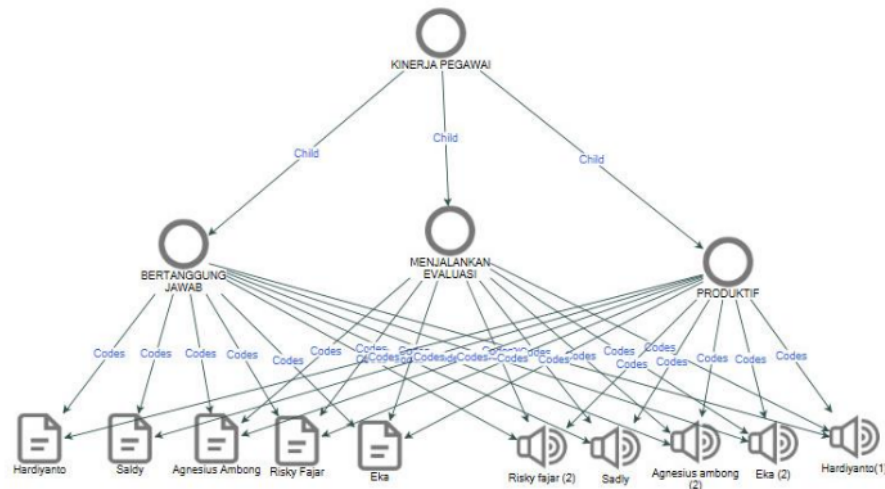 KINERJA PEGAWAI
Child
Child
Child
BERTANGGUNG
JAWAB
MENJALANKAN
EVALUASI
PRODUKTIF
Codes Codes Codes Codes Codes Codes Codes Codes Codes Codes Codes Codes Codes Codes Codes Codes
Hardiyanto
Saldy
Agnesius Ambong
Risky Fajar
Eka
Risky fajar (2)
Sadly
Agnesius ambong
(2)
Eka (2)
Hardiyanto(1)